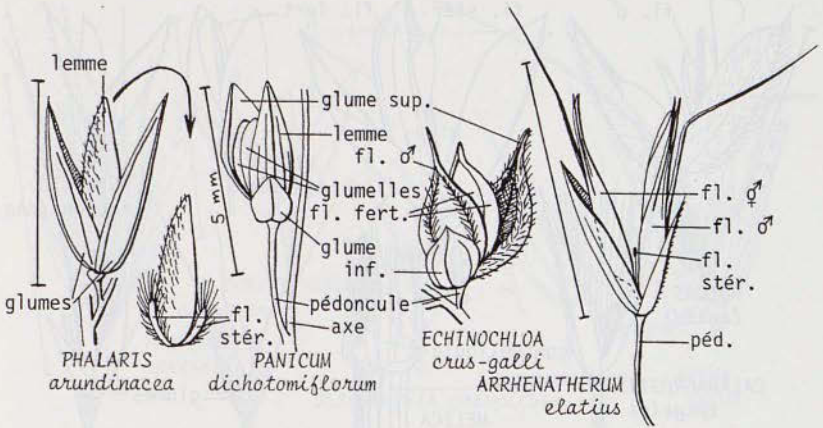 lemme
glumes
fl.
stér.
PHALARIS
arundinacea
5 mm
glume sup.
lemme
fl. ♂
glumelles
fl. fert.
glume
inf.
pédoncule
axe
PANICUM
dichotomiflorum
ECHINOCHLOA
crus-galli
fl. ⚥
fl. ♂
fl.
stér.
péd.
ARRHENATHERUM
elatius